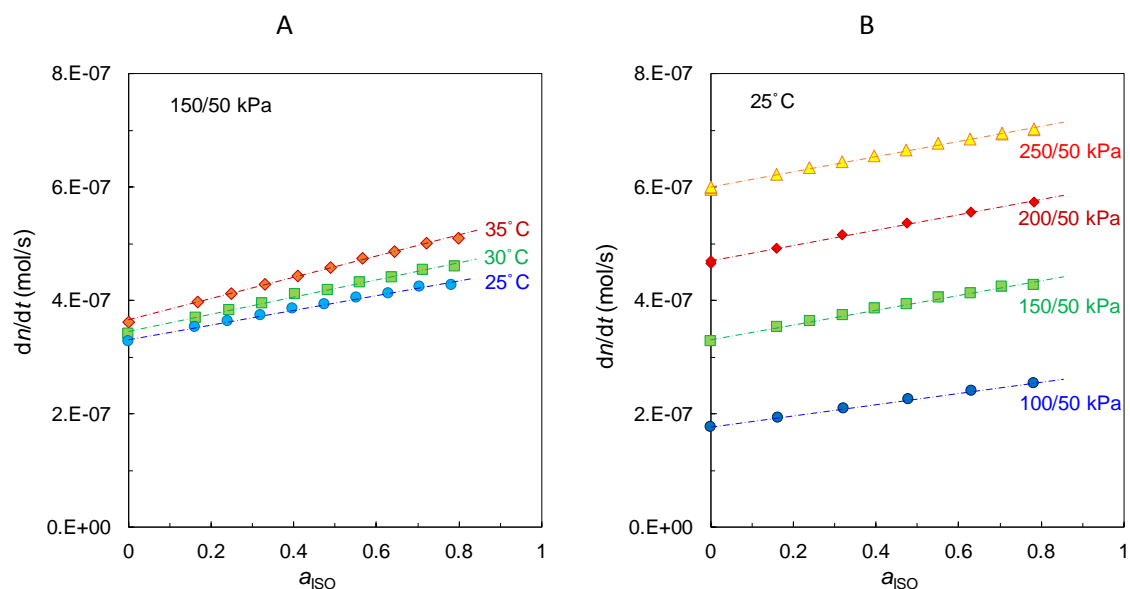 A
8.E-07
6.E-07
4.E-07
2.E-07
0.E+00
dn/dt (mol/s)
150/50 kPa
35˚C
30˚C
25˚C
0 0.2 0.4 0.6 0.8 1
aISO
B
8.E-07
6.E-07
4.E-07
2.E-07
0.E+00
dn/dt (mol/s)
25˚C
250/50 kPa
200/50 kPa
150/50 kPa
100/50 kPa
0 0.2 0.4 0.6 0.8 1
aISO